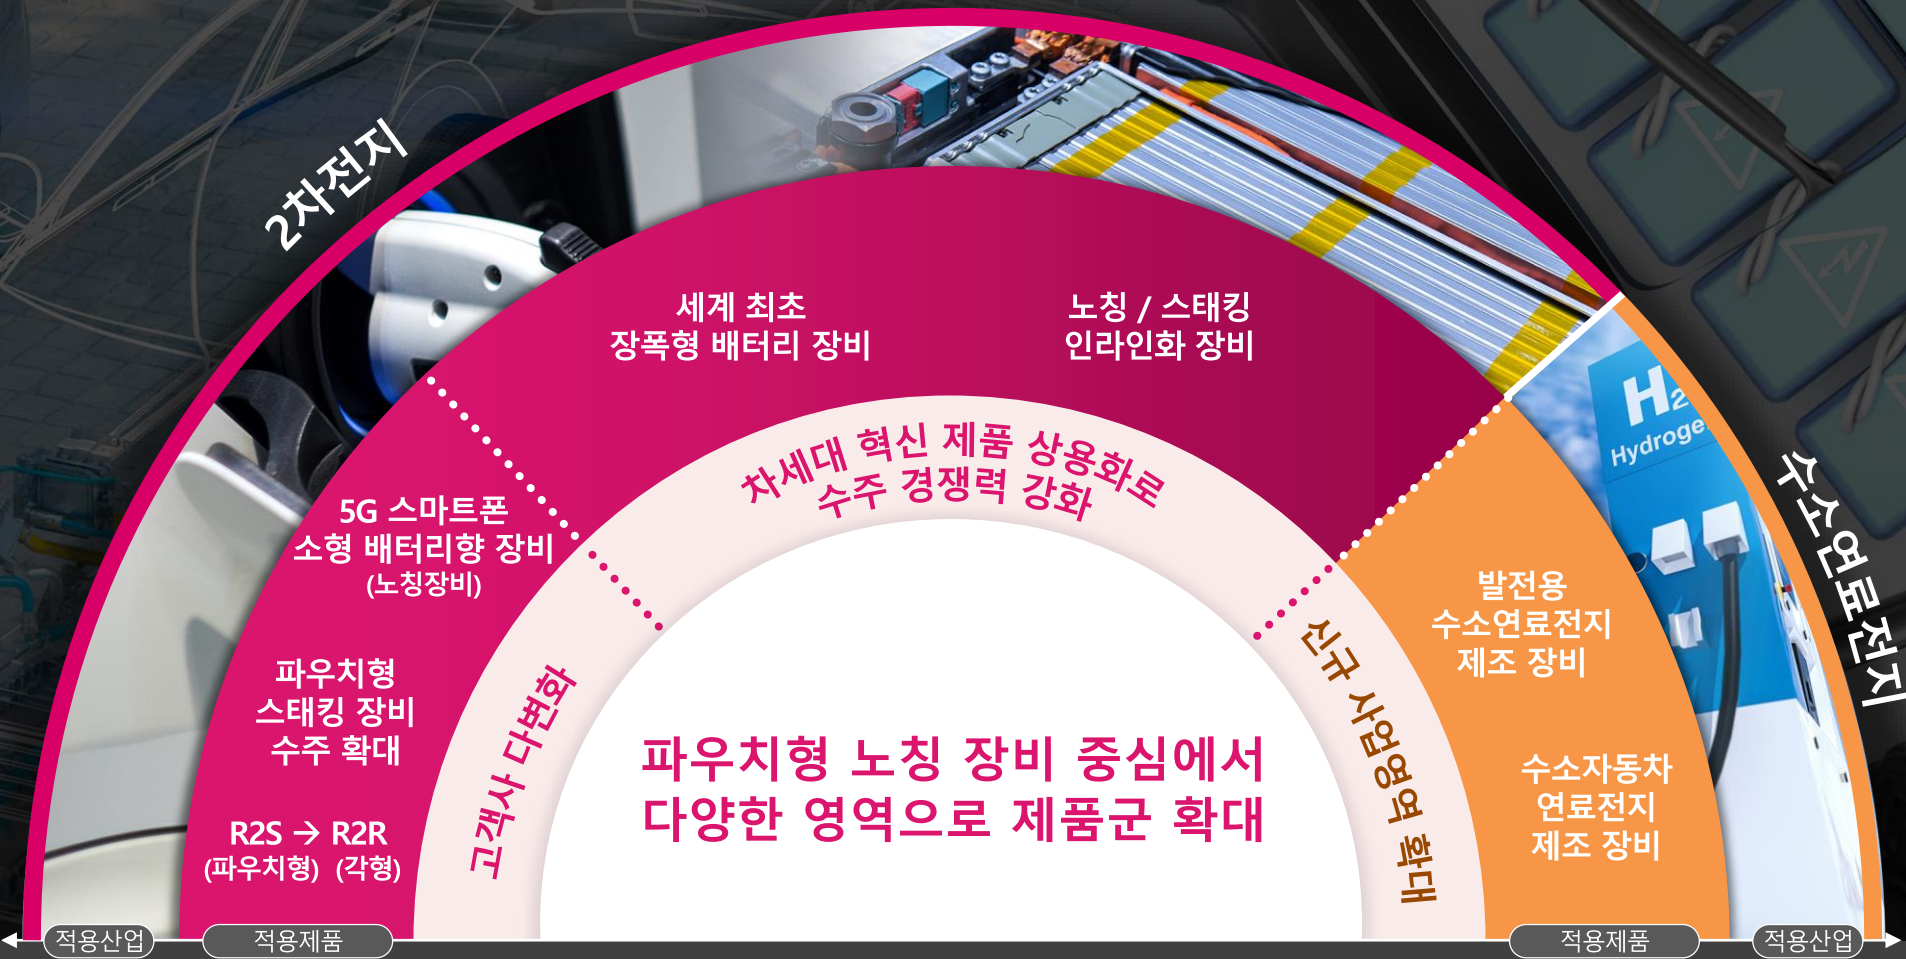 2차전지
수소연료전지
H2
Hydroge
세계 최초
장폭형 배터리 장비
노칭 / 스태킹
인라인화 장비
5G 스마트폰
소형 배터리향 장비
(노칭장비)
파우치형
스태킹 장비
수주 확대
R2S → R2R
(파우치형) (각형)
차세대 혁신 제품 상용화로
수주 경쟁력 강화
고객사 다변화
신규 사업영역 확대
발전용
수소연료전지
제조 장비
수소자동차
연료전지
제조 장비
파우치형 노칭 장비 중심에서
다양한 영역으로 제품군 확대
적용산업
적용제품
적용제품
적용산업